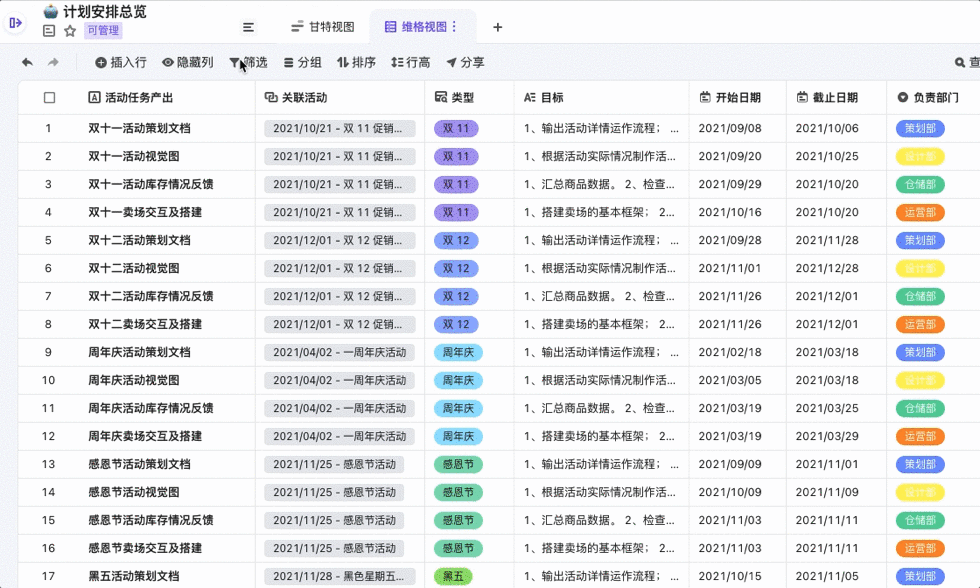 计划安排总览
可管理
甘特视图 维格视图 +
插入行 隐藏列 筛选 分组 排序 行高 分享 查
活动任务产出 关联活动 类型 目标 开始日期 截止日期 负责部门
1 双十一活动策划文档 2021/10/21 - 双 11 促销... 双 11 1、输出活动详情运作流程； ... 2021/09/08 2021/10/06 策划部
2 双十一活动视觉图 2021/10/21 - 双 11 促销... 双 11 1、根据活动实际情况制作活... 2021/09/20 2021/10/25 设计部
3 双十一活动库存情况反馈 2021/10/21 - 双 11 促销... 双 11 1、汇总商品数据。 2、检查... 2021/09/29 2021/10/20 仓储部
4 双十一卖场交互及搭建 2021/10/21 - 双 11 促销... 双 11 1、搭建卖场的基本框架； 2... 2021/10/16 2021/10/20 运营部
5 双十二活动策划文档 2021/12/01 - 双 12 促销... 双 12 1、输出活动详情运作流程； ... 2021/09/28 2021/11/28 策划部
6 双十二活动视觉图 2021/12/01 - 双 12 促销... 双 12 1、根据活动实际情况制作活... 2021/11/01 2021/12/28 设计部
7 双十二活动库存情况反馈 2021/12/01 - 双 12 促销... 双 12 1、汇总商品数据。 2、检查... 2021/11/26 2021/12/01 仓储部
8 双十二卖场交互及搭建 2021/12/01 - 双 12 促销... 双 12 1、搭建卖场的基本框架； 2... 2021/11/26 2021/12/01 运营部
9 周年庆活动策划文档 2021/04/02 - 一周年庆活动 周年庆 1、输出活动详情运作流程； ... 2021/02/18 2021/03/18 策划部
10 周年庆活动视觉图 2021/04/02 - 一周年庆活动 周年庆 1、根据活动实际情况制作活... 2021/03/05 2021/03/18 设计部
11 周年庆活动库存情况反馈 2021/04/02 - 一周年庆活动 周年庆 1、汇总商品数据。 2、检查... 2021/03/19 2021/03/25 仓储部
12 周年庆卖场交互及搭建 2021/04/02 - 一周年庆活动 周年庆 1、搭建卖场的基本框架； 2... 2021/03/19 2021/03/29 运营部
13 感恩节活动策划文档 2021/11/25 - 感恩节活动 感恩节 1、输出活动详情运作流程； ... 2021/09/09 2021/11/01 策划部
14 感恩节活动视觉图 2021/11/25 - 感恩节活动 感恩节 1、根据活动实际情况制作活... 2021/10/09 2021/11/09 设计部
15 感恩节活动库存情况反馈 2021/11/25 - 感恩节活动 感恩节 1、汇总商品数据。 2、检查... 2021/11/03 2021/11/11 仓储部
16 感恩节卖场交互及搭建 2021/11/25 - 感恩节活动 感恩节 1、搭建卖场的基本框架； 2... 2021/11/03 2021/11/11 运营部
17 黑五活动策划文档 2021/11/28 - 黑色星期五... 黑五 1、输出活动详情运作流程； ... 2021/10/15 2021/11/05 策划部